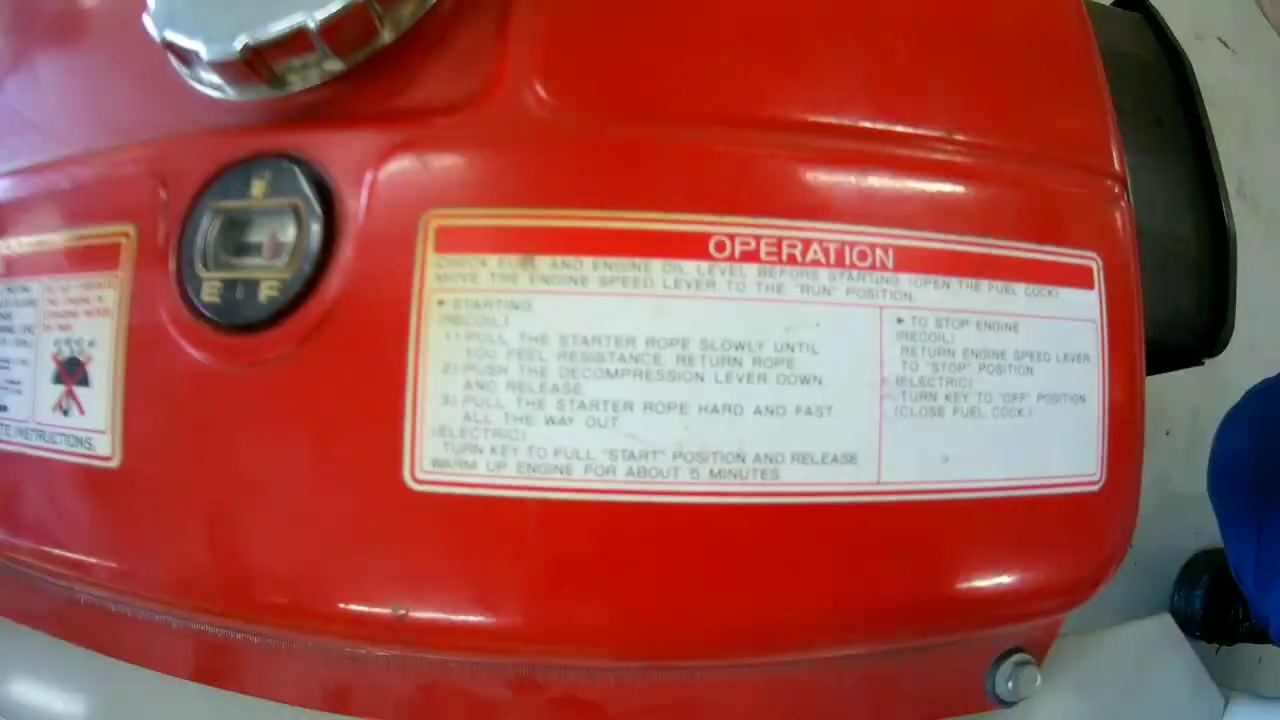 OPERATION
CHECK FUEL AND ENGINE OIL LEVEL BEFORE STARTING (OPEN THE FUEL COCK)
MOVE THE ENGINE SPEED LEVER TO THE "RUN" POSITION
▶ STARTING
(RECOIL)
1) PULL THE STARTER ROPE SLOWLY UNTIL
YOU FEEL RESISTANCE. RETURN ROPE
2) PUSH THE DECOMPRESSION LEVER DOWN
AND RELEASE
3) PULL THE STARTER ROPE HARD AND FAST
ALL THE WAY OUT
(ELECTRIC)
TURN KEY TO FULL "START" POSITION AND RELEASE
WARM UP ENGINE FOR ABOUT 5 MINUTES
▶ TO STOP ENGINE
(RECOIL)
RETURN ENGINE SPEED LEVER
TO "STOP" POSITION
(ELECTRIC)
TURN KEY TO "OFF" POSITION
(CLOSE FUEL COCK)
E F
INSTRUCTIONS.